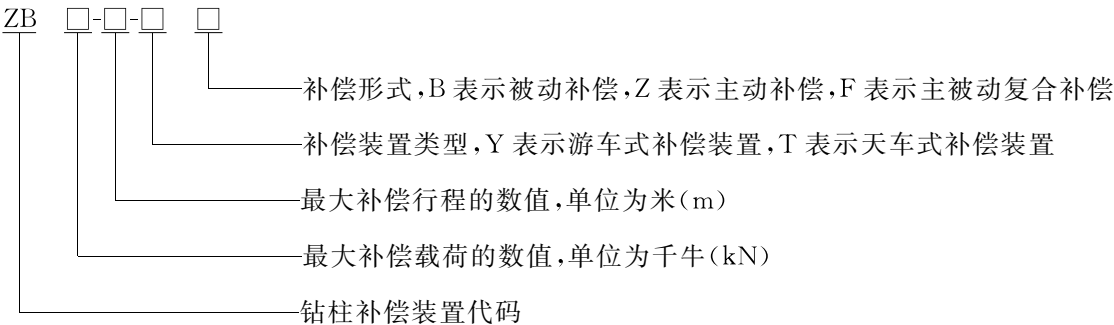 ZB □-□-□ □
补偿形式,B 表示被动补偿,Z 表示主动补偿,F 表示主被动复合补偿
补偿装置类型,Y 表示游车式补偿装置,T 表示天车式补偿装置
最大补偿行程的数值,单位为米(m)
最大补偿载荷的数值,单位为千牛(kN)
钻柱补偿装置代码